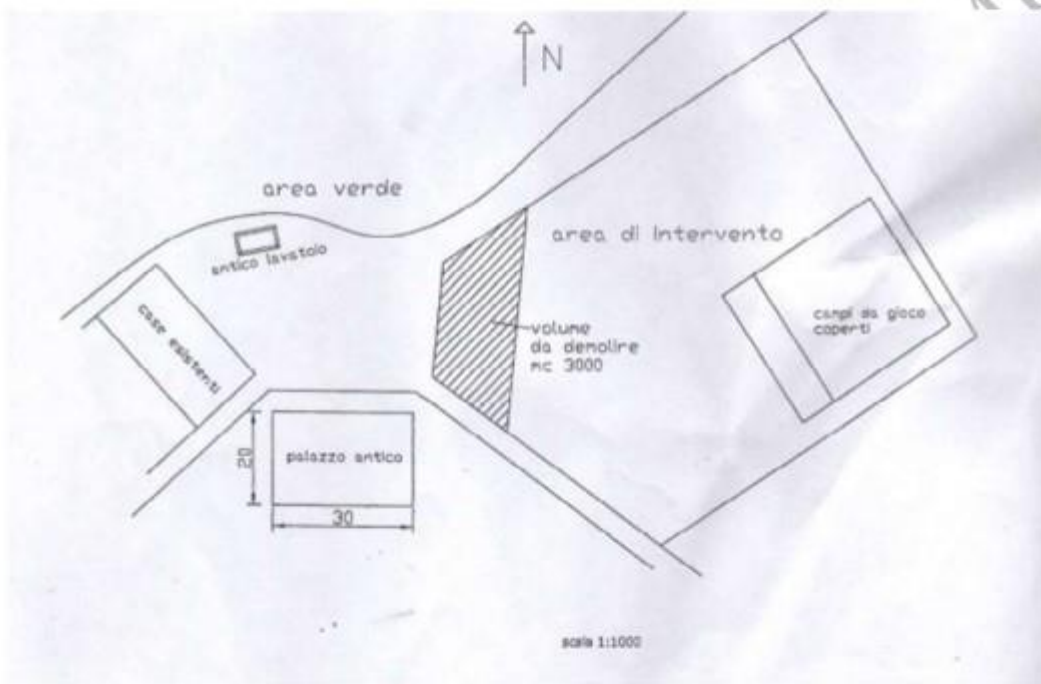 N
area verde
area di intervento
antico lavatoio
case esistenti
campi da gioco
coperti
volume
da demolire
mc 3000
palazzo antico
20
30
scala 1:1000